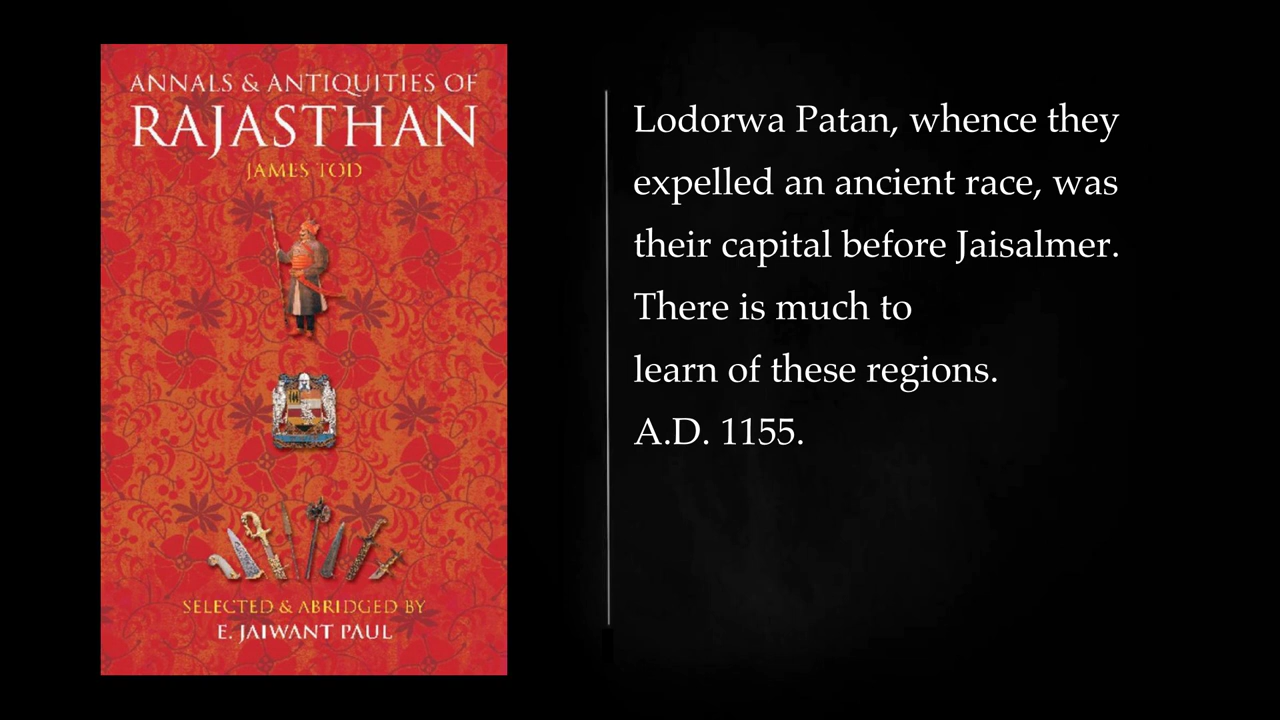 ANNALS & ANTIQUITIES OF
RAJASTHAN
JAMES TOD
SELECTED & ABRIDGED BY
E. JAIWANT PAUL
Lodorwa Patan, whence they
expelled an ancient race, was
their capital before Jaisalmer.
There is much to
learn of these regions.
A.D. 1155.